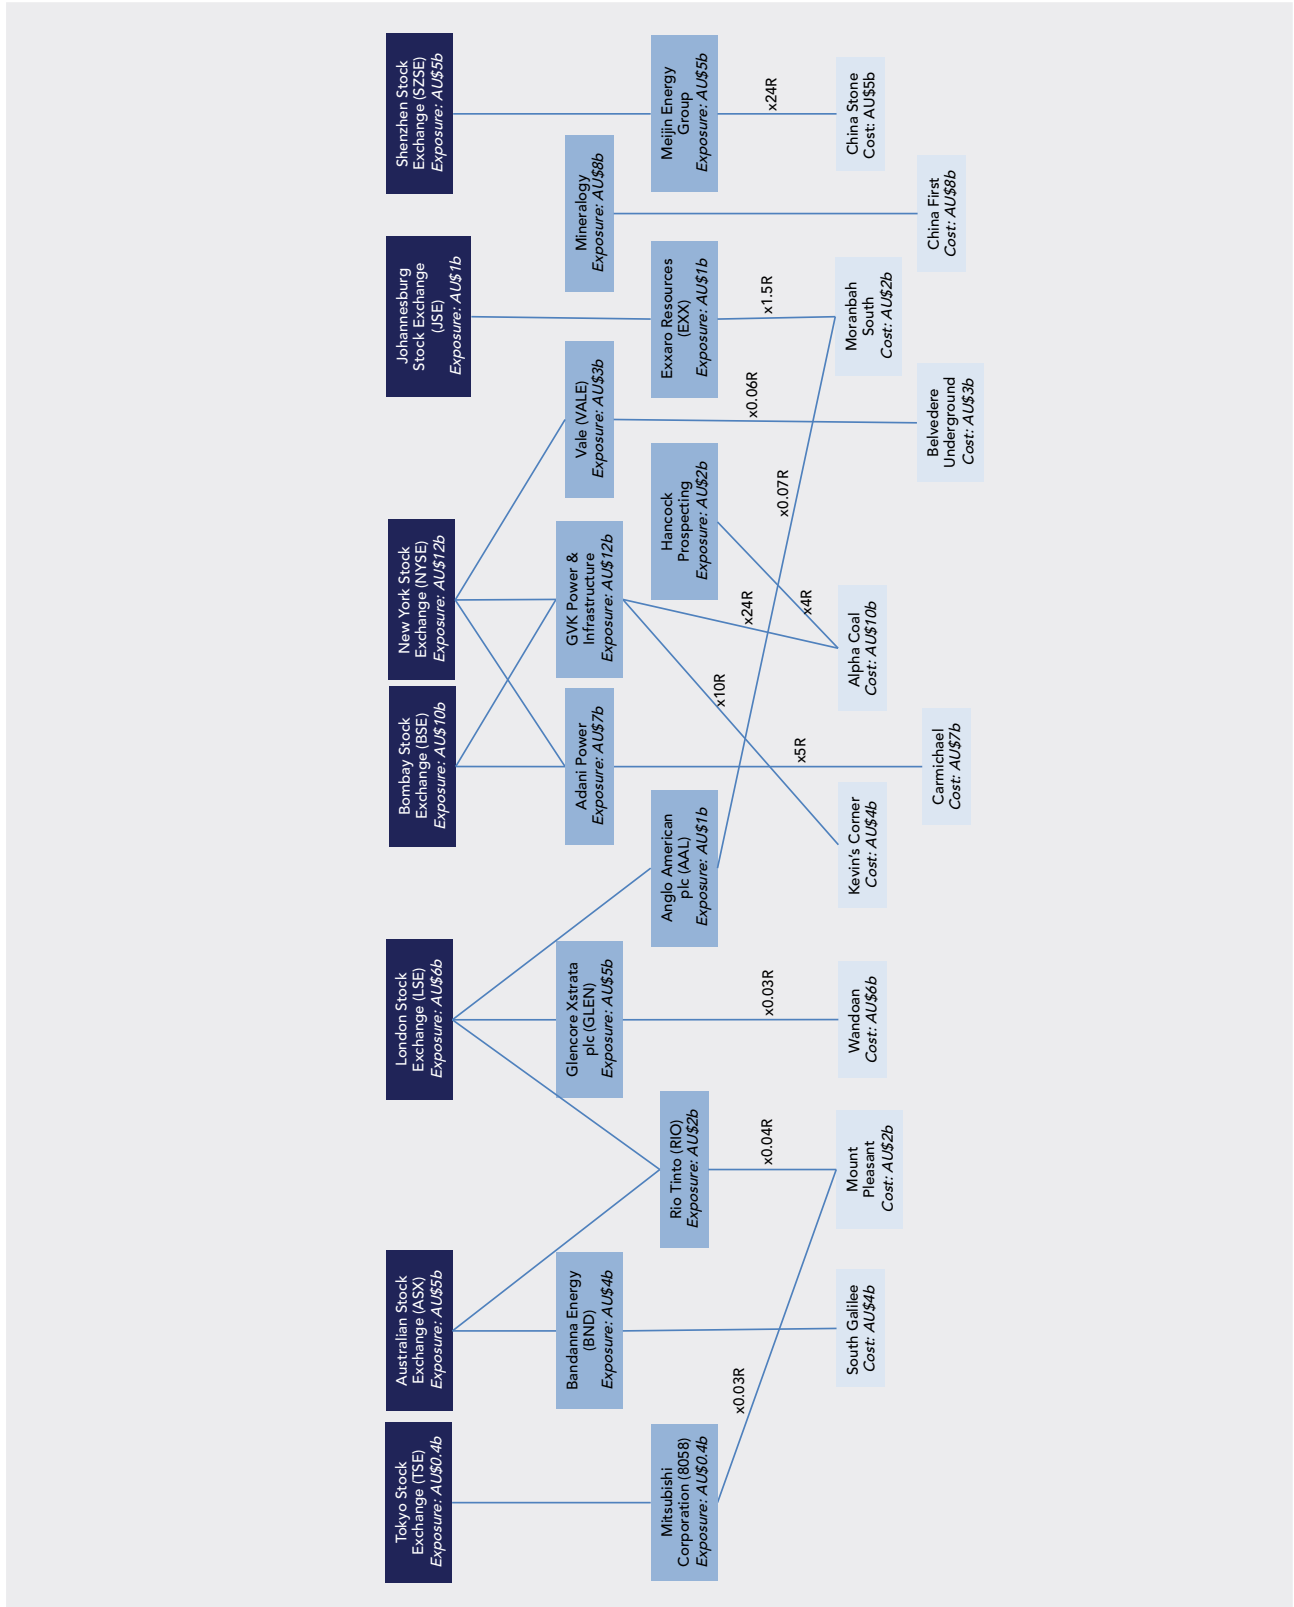 Tokyo Stock
Exchange (TSE)
Exposure: AU$0.4b
Australian Stock
Exchange (ASX)
Exposure: AU$5b
London Stock
Exchange (LSE)
Exposure: AU$6b
Bombay Stock
Exchange (BSE)
Exposure: AU$10b
New York Stock
Exchange (NYSE)
Exposure: AU$12b
Johannesburg
Stock Exchange
(JSE)
Exposure: AU$1b
Shenzhen Stock
Exchange (SZSE)
Exposure: AU$5b
Bandanna Energy
(BND)
Exposure: AU$4b
Glencore Xstrata
plc (GLEN)
Exposure: AU$5b
Adani Power
Exposure: AU$7b
GVK Power &
Infrastructure
Exposure: AU$12b
Vale (VALE)
Exposure: AU$3b
Mineralogy
Exposure: AU$8b
Mitsubishi
Corporation (8058)
Exposure: AU$0.4b
Rio Tinto (RIO)
Exposure: AU$2b
Anglo American
plc (AAL)
Exposure: AU$1b
Hancock
Prospecting
Exposure: AU$2b
Exxaro Resources
(EXX)
Exposure: AU$1b
Meijin Energy
Group
Exposure: AU$5b
x0.03R
x0.04R
x0.03R
x10R
x5R
x24R
x4R
x0.07R
x0.06R
x1.5R
x24R
South Galilee
Cost: AU$4b
Mount
Pleasant
Cost: AU$2b
Wandoan
Cost: AU$6b
Kevin's Corner
Cost: AU$4b
Alpha Coal
Cost: AU$10b
Moranbah
South
Cost: AU$2b
China Stone
Cost: AU$5b
Carmichael
Cost: AU$7b
Belvedere
Underground
Cost: AU$3b
China First
Cost: AU$8b